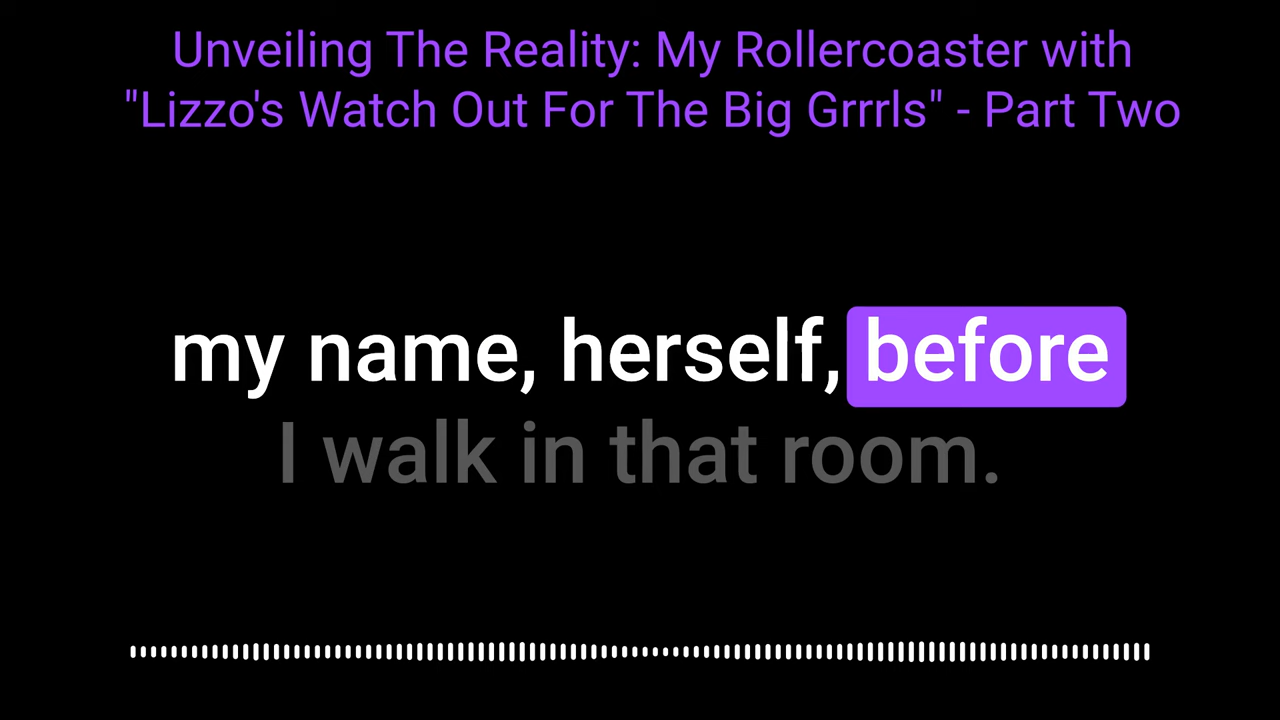 Unveiling The Reality: My Rollercoaster with
"Lizzo's Watch Out For The Big Grrrls" - Part Two
my name, herself, before
I walk in that room.